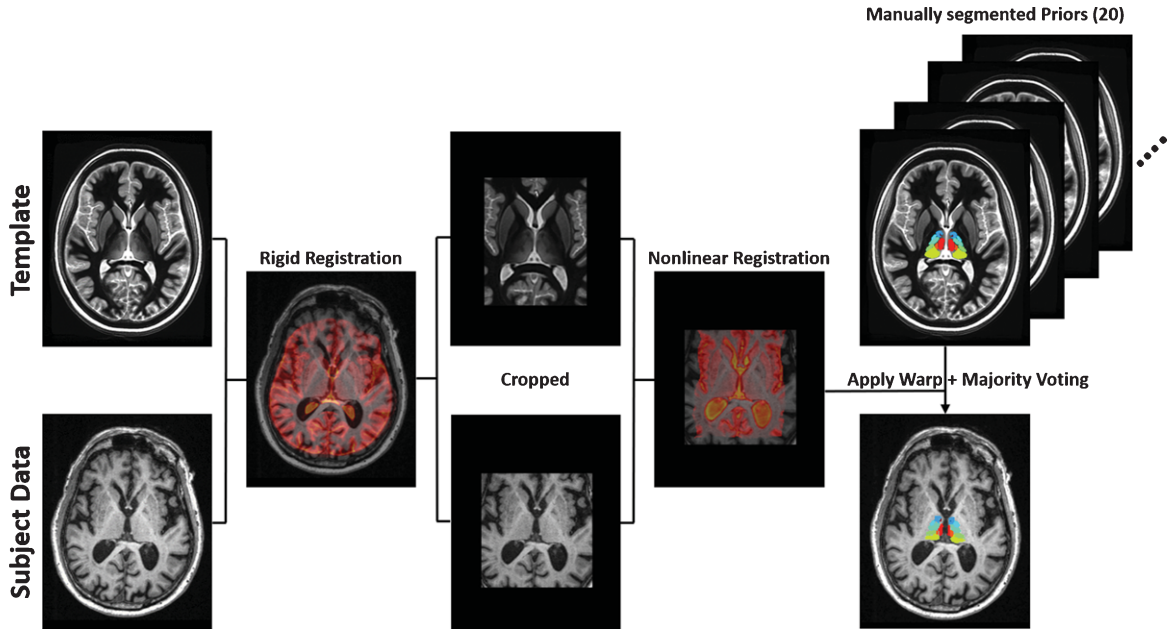 Manually segmented Priors (20)
Template
Rigid Registration
Nonlinear Registration
Cropped
Apply Warp + Majority Voting
Subject Data